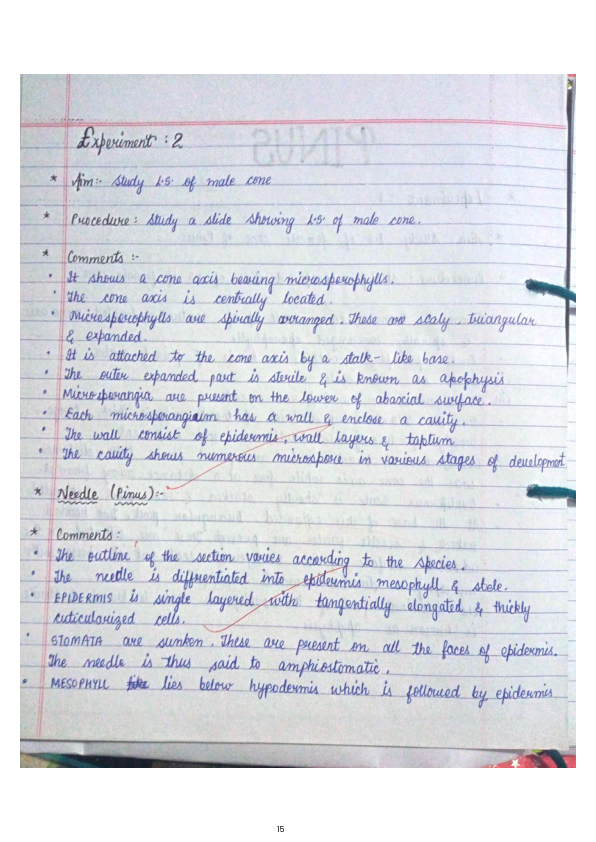 Experiment : 2
* Aim:- Study L.S. of male cone
* Procedure: Study a slide showing L.S. of male cone.
* Comments :-
• It shows a cone axis bearing microsporophylls.
• The cone axis is centrally located.
• Microsporophylls are spirally arranged. These are scaly, triangular
& expanded.
• It is attached to the cone axis by a stalk-like base.
• The outer expanded part is sterile & is known as apophysis
• Microsporangia are present on the lower of abaxial surface.
• Each microsporangiaum has a wall & enclose a cavity.
• The wall consist of epidermis, wall layers & taptum
• The cavity shows numerous microspore in various stages of development
* Needle (Pinus):-
* Comments :
• The outline of the section varies according to the species.
• The needle is diffrentiated into epidermis mesophyll & stele.
• EPIDERMIS is single layered with tangentially elongated & thickly
cuticularized cells.
• STOMATA are sunken. These are present on all the faces of epidermis.
The needle is thus said to amphistomatic.
• MESOPHYLL lies below hypodermis which is followed by epidermis
15